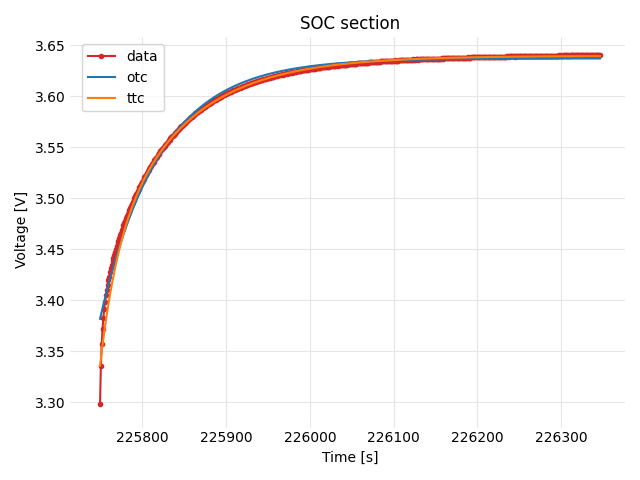 SOC section
data
otc
ttc
Voltage [V]
3.65
3.60
3.55
3.50
3.45
3.40
3.35
3.30
225800 225900 226000 226100 226200 226300
Time [s]